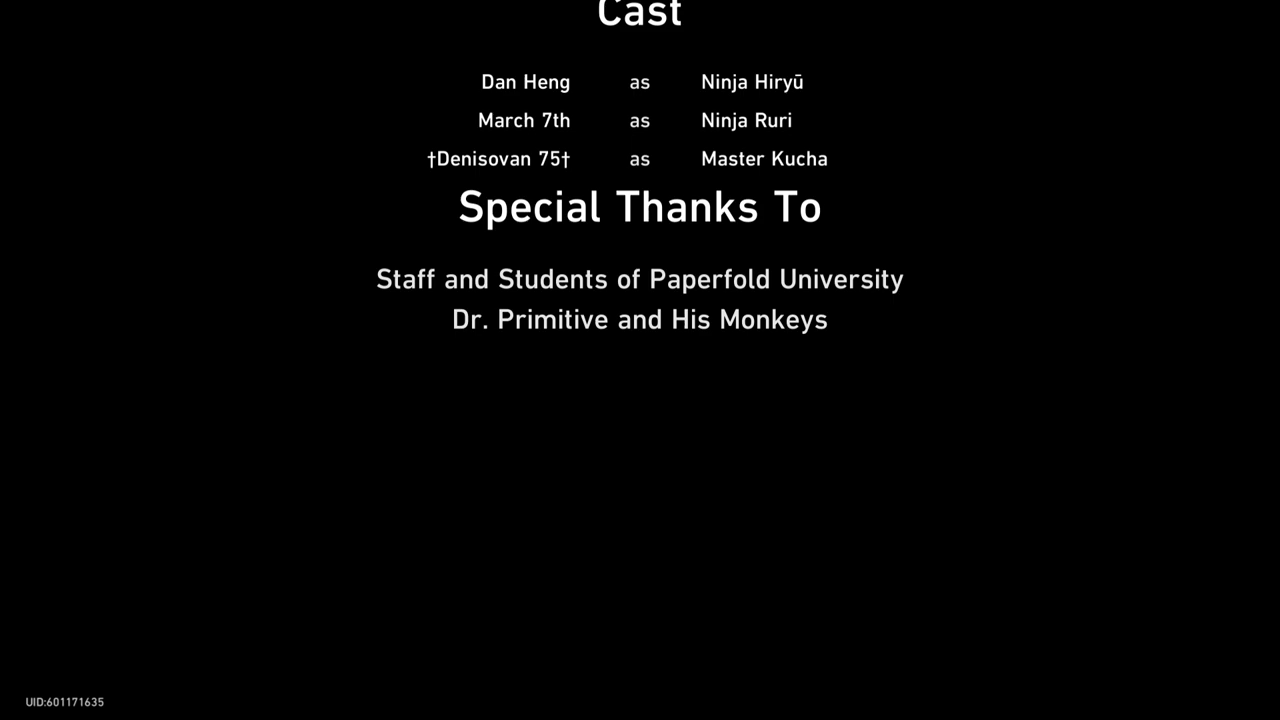 Cast
Dan Heng as Ninja Hiryū
March 7th as Ninja Ruri
†Denisovan 75† as Master Kucha
Special Thanks To
Staff and Students of Paperfold University
Dr. Primitive and His Monkeys
UID:601171635